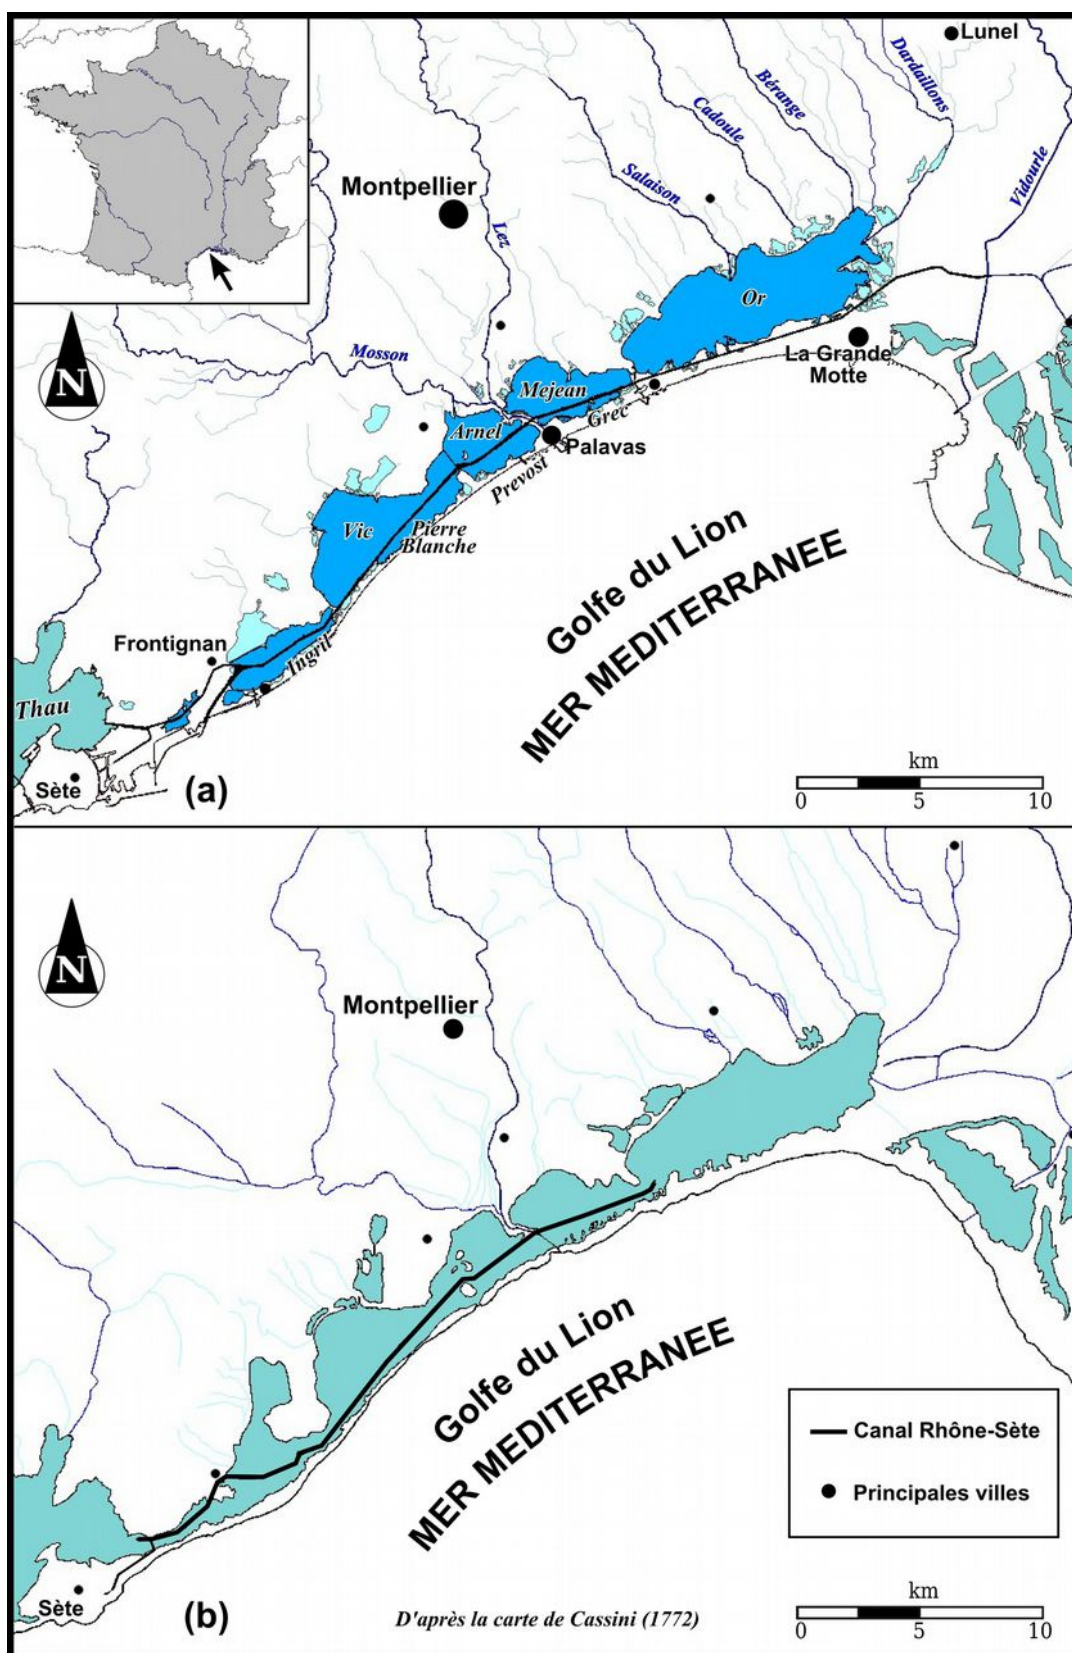 Lunel
Dardaillons
Bérange
Cadoule
Vidourle
Salaison
Montpellier
Lez
Or
N
Mosson
La Grande
Motte
Mejean
Grec
Arnel
Palavas
Prevost
Vic
Pierre
Blanche
Golfe du Lion
MER MEDITERRANEE
Frontignan
Ingril
Thau
Sète
(a)
km
0 5 10
N
Montpellier
Golfe du Lion
MER MEDITERRANEE
Canal Rhône-Sète
Principales villes
Sète
(b)
D'après la carte de Cassini (1772)
km
0 5 10